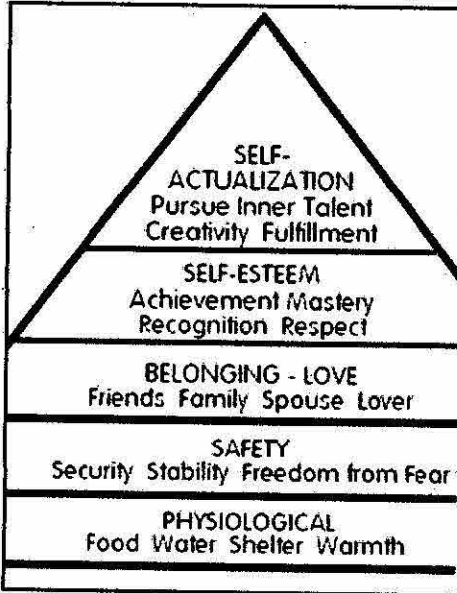 SELF-
ACTUALIZATION
Pursue Inner Talent
Creativity Fulfillment
SELF-ESTEEM
Achievement Mastery
Recognition Respect
BELONGING - LOVE
Friends Family Spouse Lover
SAFETY
Security Stability Freedom from Fear
PHYSIOLOGICAL
Food Water Shelter Warmth